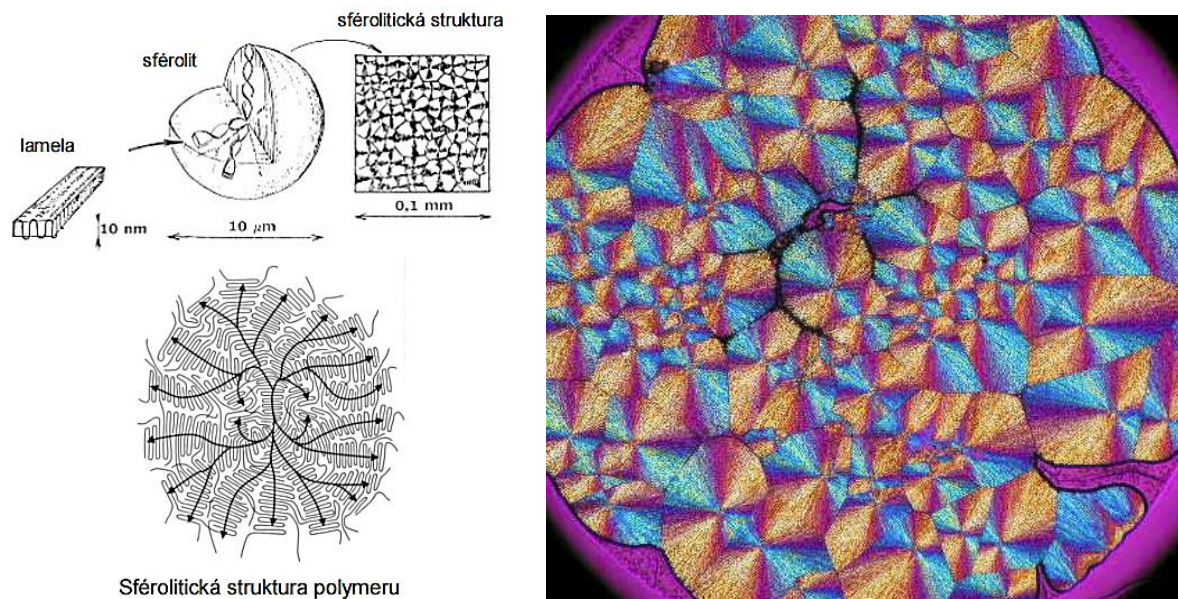 sférolitická struktura
sférolit
lamela
10 nm
10 µm
0,1 mm
Sférolitická struktura polymeru